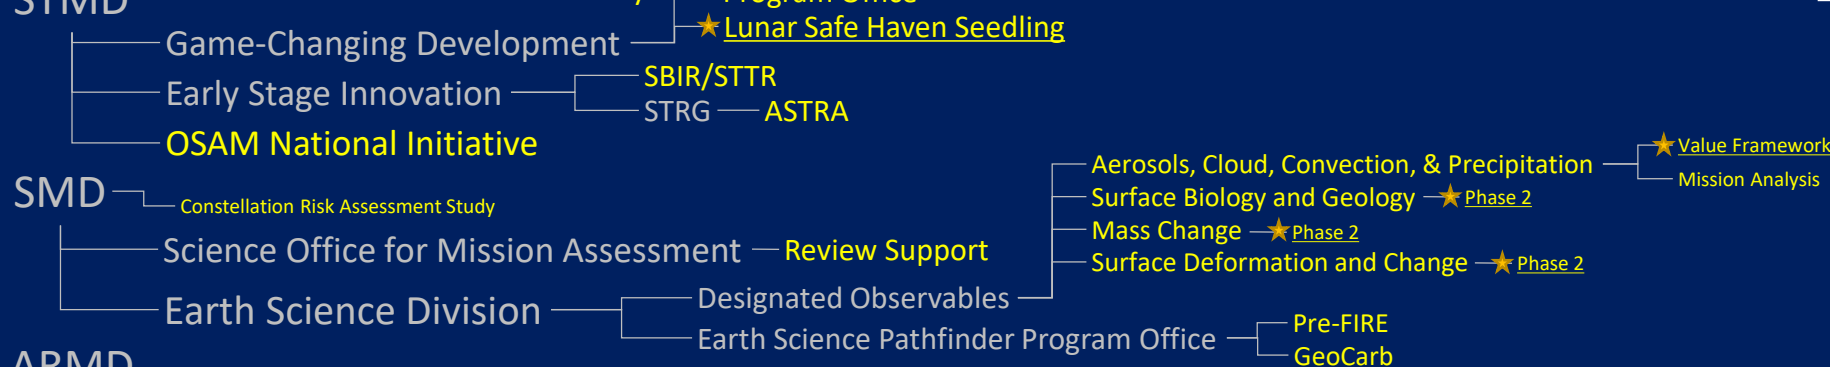 STMD
Program Office
Game-Changing Development
Lunar Safe Haven Seedling
Early Stage Innovation
SBIR/STTR
STRG
ASTRA
OSAM National Initiative
Aerosols, Cloud, Convection, & Precipitation
Value Framework
Mission Analysis
SMD
Constellation Risk Assessment Study
Surface Biology and Geology
Phase 2
Mass Change
Phase 2
Science Office for Mission Assessment
Review Support
Surface Deformation and Change
Phase 2
Earth Science Division
Designated Observables
Earth Science Pathfinder Program Office
Pre-FIRE
GeoCarb
ARMD